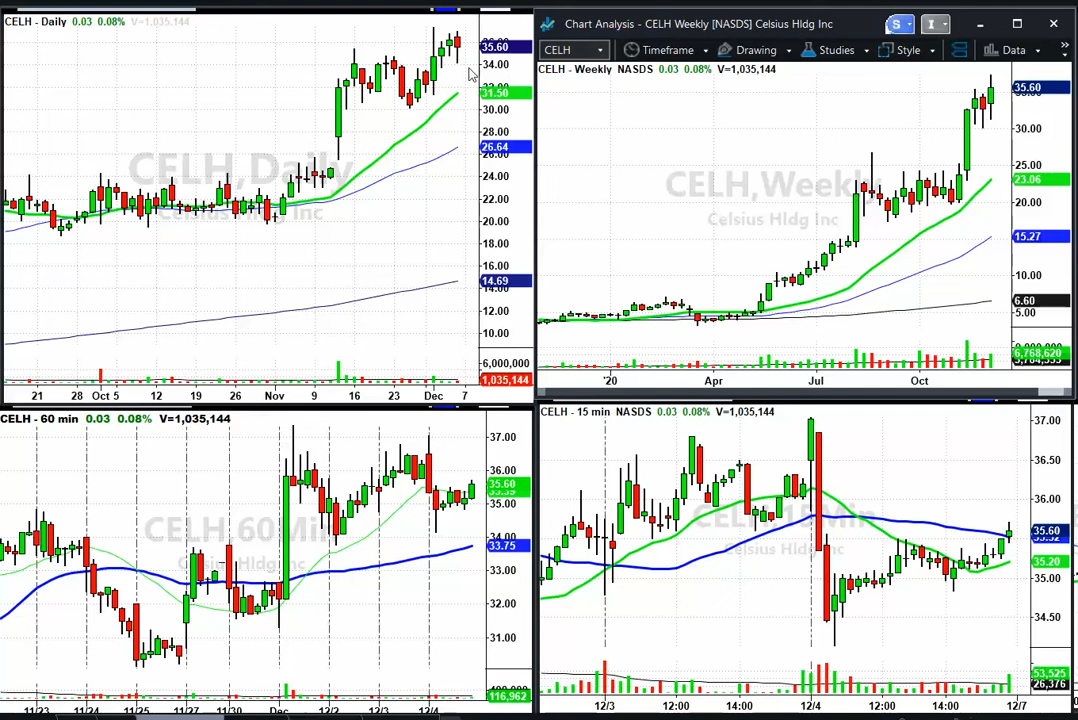 CELH - Daily 0.03 0.08% V=1,035,144
CELH,Daily
Celsius Hldg Inc
35.60
34.00
31.50
30.00
28.00
26.64
26.00
24.00
22.00
20.00
18.00
16.00
14.69
14.00
12.00
10.00
6,000,000
1,035,144
21 28 Oct 5 12 19 26 Nov 9 16 23 Dec 7
Chart Analysis - CELH Weekly [NASDS] Celsius Hldg Inc
S I
CELH Timeframe Drawing Studies Style Data
CELH - Weekly NASDS 0.03 0.08% V=1,035,144
CELH,Weekly
Celsius Hldg Inc
35.60
30.00
25.00
23.06
20.00
15.27
10.00
6.60
5.00
6,768,620
'20 Apr Jul Oct
CELH - 60 min 0.03 0.08% V=1,035,144
CELH,60 Min
Celsius Hldg Inc
37.00
36.00
35.60
35.00
34.00
33.75
33.00
32.00
31.00
116,962
11/23 11/24 11/25 11/27 11/30 Dec 12/2 12/3 12/4
CELH - 15 min NASDS 0.03 0.08% V=1,035,144
Celsius Hldg Inc
37.00
36.50
36.00
35.60
35.20
35.00
34.50
53,525
26,376
12/3 12:00 14:00 12/4 12:00 14:00 12/7